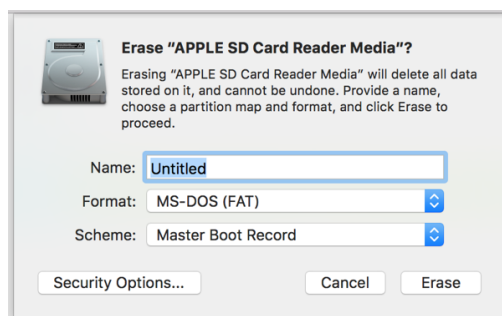 Erase “APPLE SD Card Reader Media”?
Erasing “APPLE SD Card Reader Media” will delete all data
stored on it, and cannot be undone. Provide a name,
choose a partition map and format, and click Erase to
proceed.
Name: Untitled
Format: MS-DOS (FAT)
Scheme: Master Boot Record
Security Options... Cancel Erase